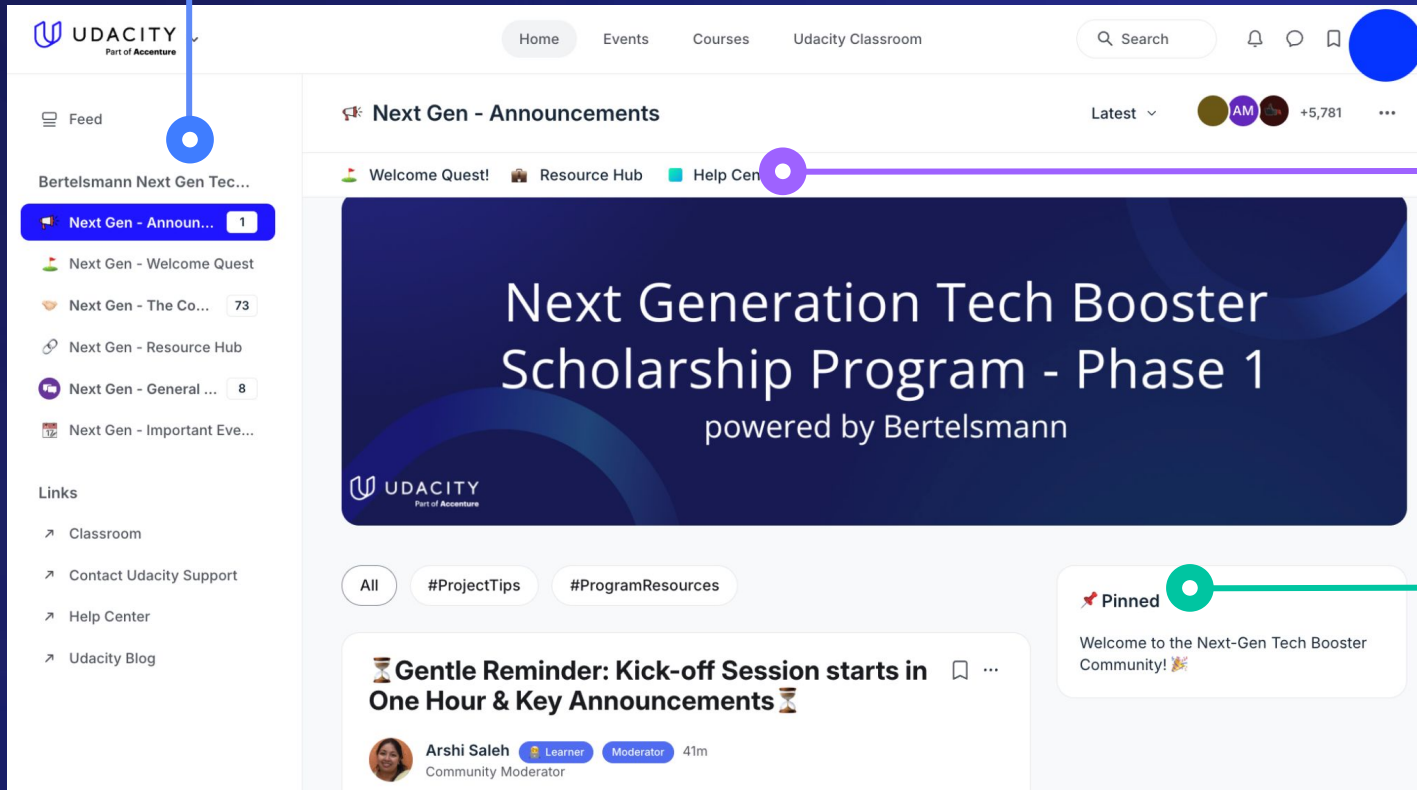 UDACITY
Part of Accenture
Home
Events
Courses
Udacity Classroom
Search
Feed
Bertelsmann Next Gen Tec...
Next Gen - Announ... 1
Next Gen - Welcome Quest
Next Gen - The Co... 73
Next Gen - Resource Hub
Next Gen - General ... 8
Next Gen - Important Eve...
Links
Classroom
Contact Udacity Support
Help Center
Udacity Blog
Next Gen - Announcements
Latest
AM
+5,781
Welcome Quest!
Resource Hub
Help Cen
Next Generation Tech Booster
Scholarship Program - Phase 1
powered by Bertelsmann
UDACITY
Part of Accenture
All
#ProjectTips
#ProgramResources
Gentle Reminder: Kick-off Session starts in
One Hour & Key Announcements
Arshi Saleh Learner Moderator 41m
Community Moderator
Pinned
Welcome to the Next-Gen Tech Booster
Community!